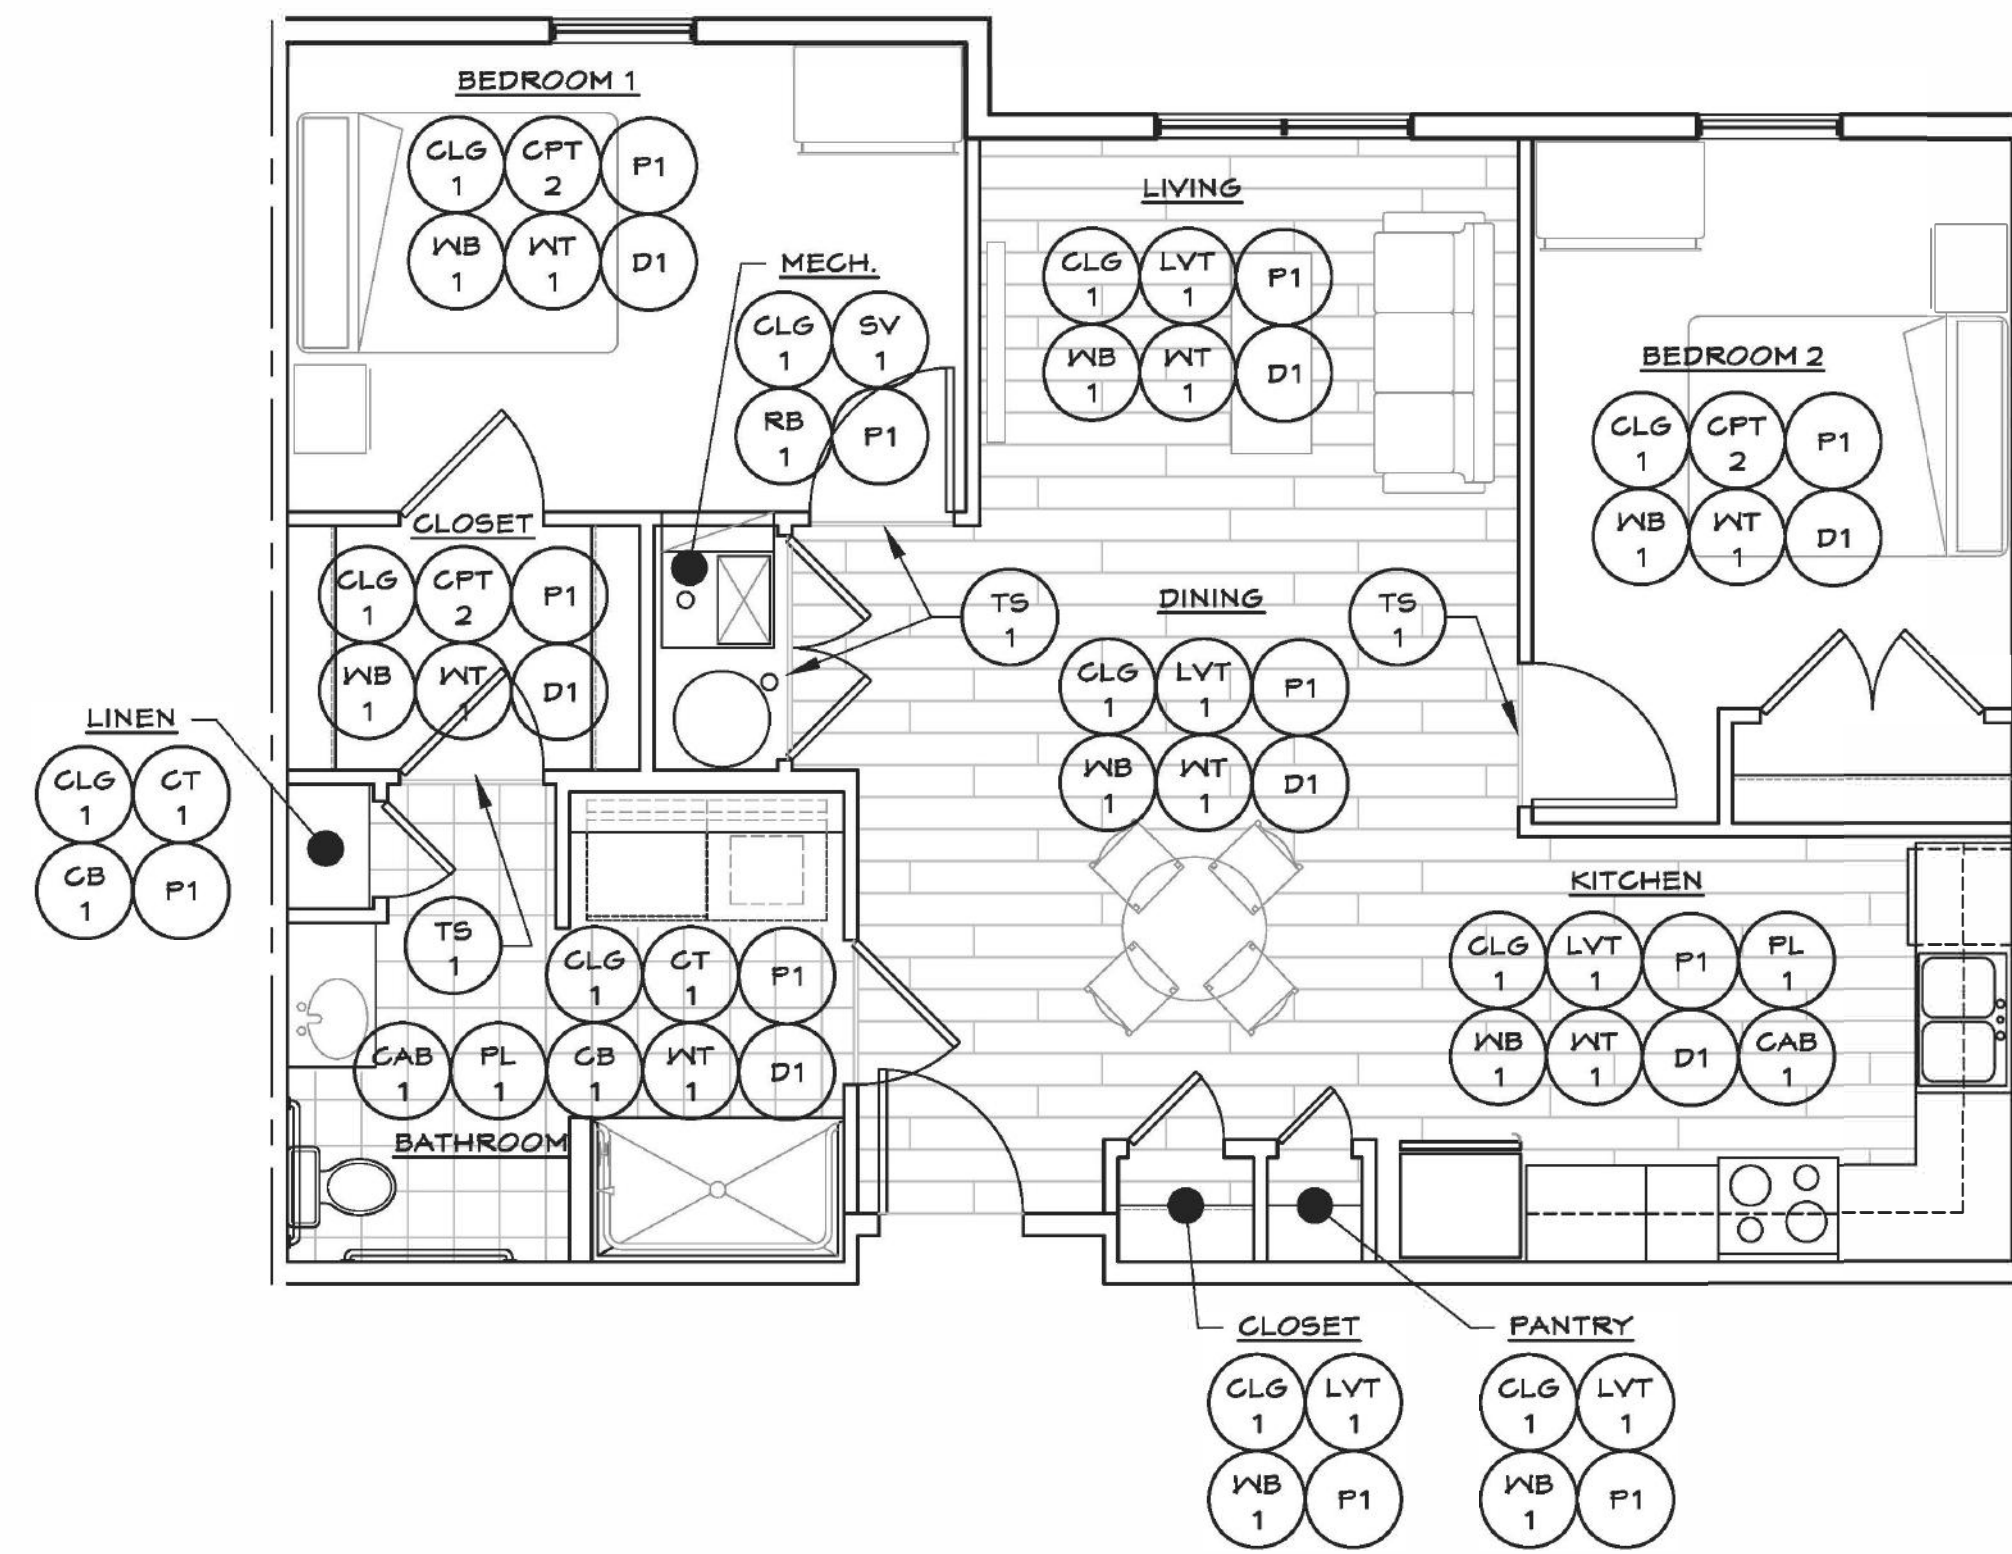 BEDROOM 1
CLG 1 CPT 2 P1
WB 1 WT 1 D1
MECH.
CLG 1 SV 1
RB 1 P1
LIVING
CLG 1 LVT 1 P1
WB 1 WT 1 D1
BEDROOM 2
CLG 1 CPT 2 P1
WB 1 WT 1 D1
CLOSET
CLG 1 CPT 2 P1
WB 1 WT 1 D1
TS 1
DINING
TS 1
CLG 1 LVT 1 P1
WB 1 WT 1 D1
LINEN
CLG 1 CT 1
CB 1 P1
TS 1
CLG 1 CT 1 P1
CAB 1 PL 1 CB 1 WT 1 D1
BATHROOM
KITCHEN
CLG 1 LVT 1 P1 PL 1
WB 1 WT 1 D1 CAB 1
CLOSET
CLG 1 LVT 1
WB 1 P1
PANTRY
CLG 1 LVT 1
WB 1 P1